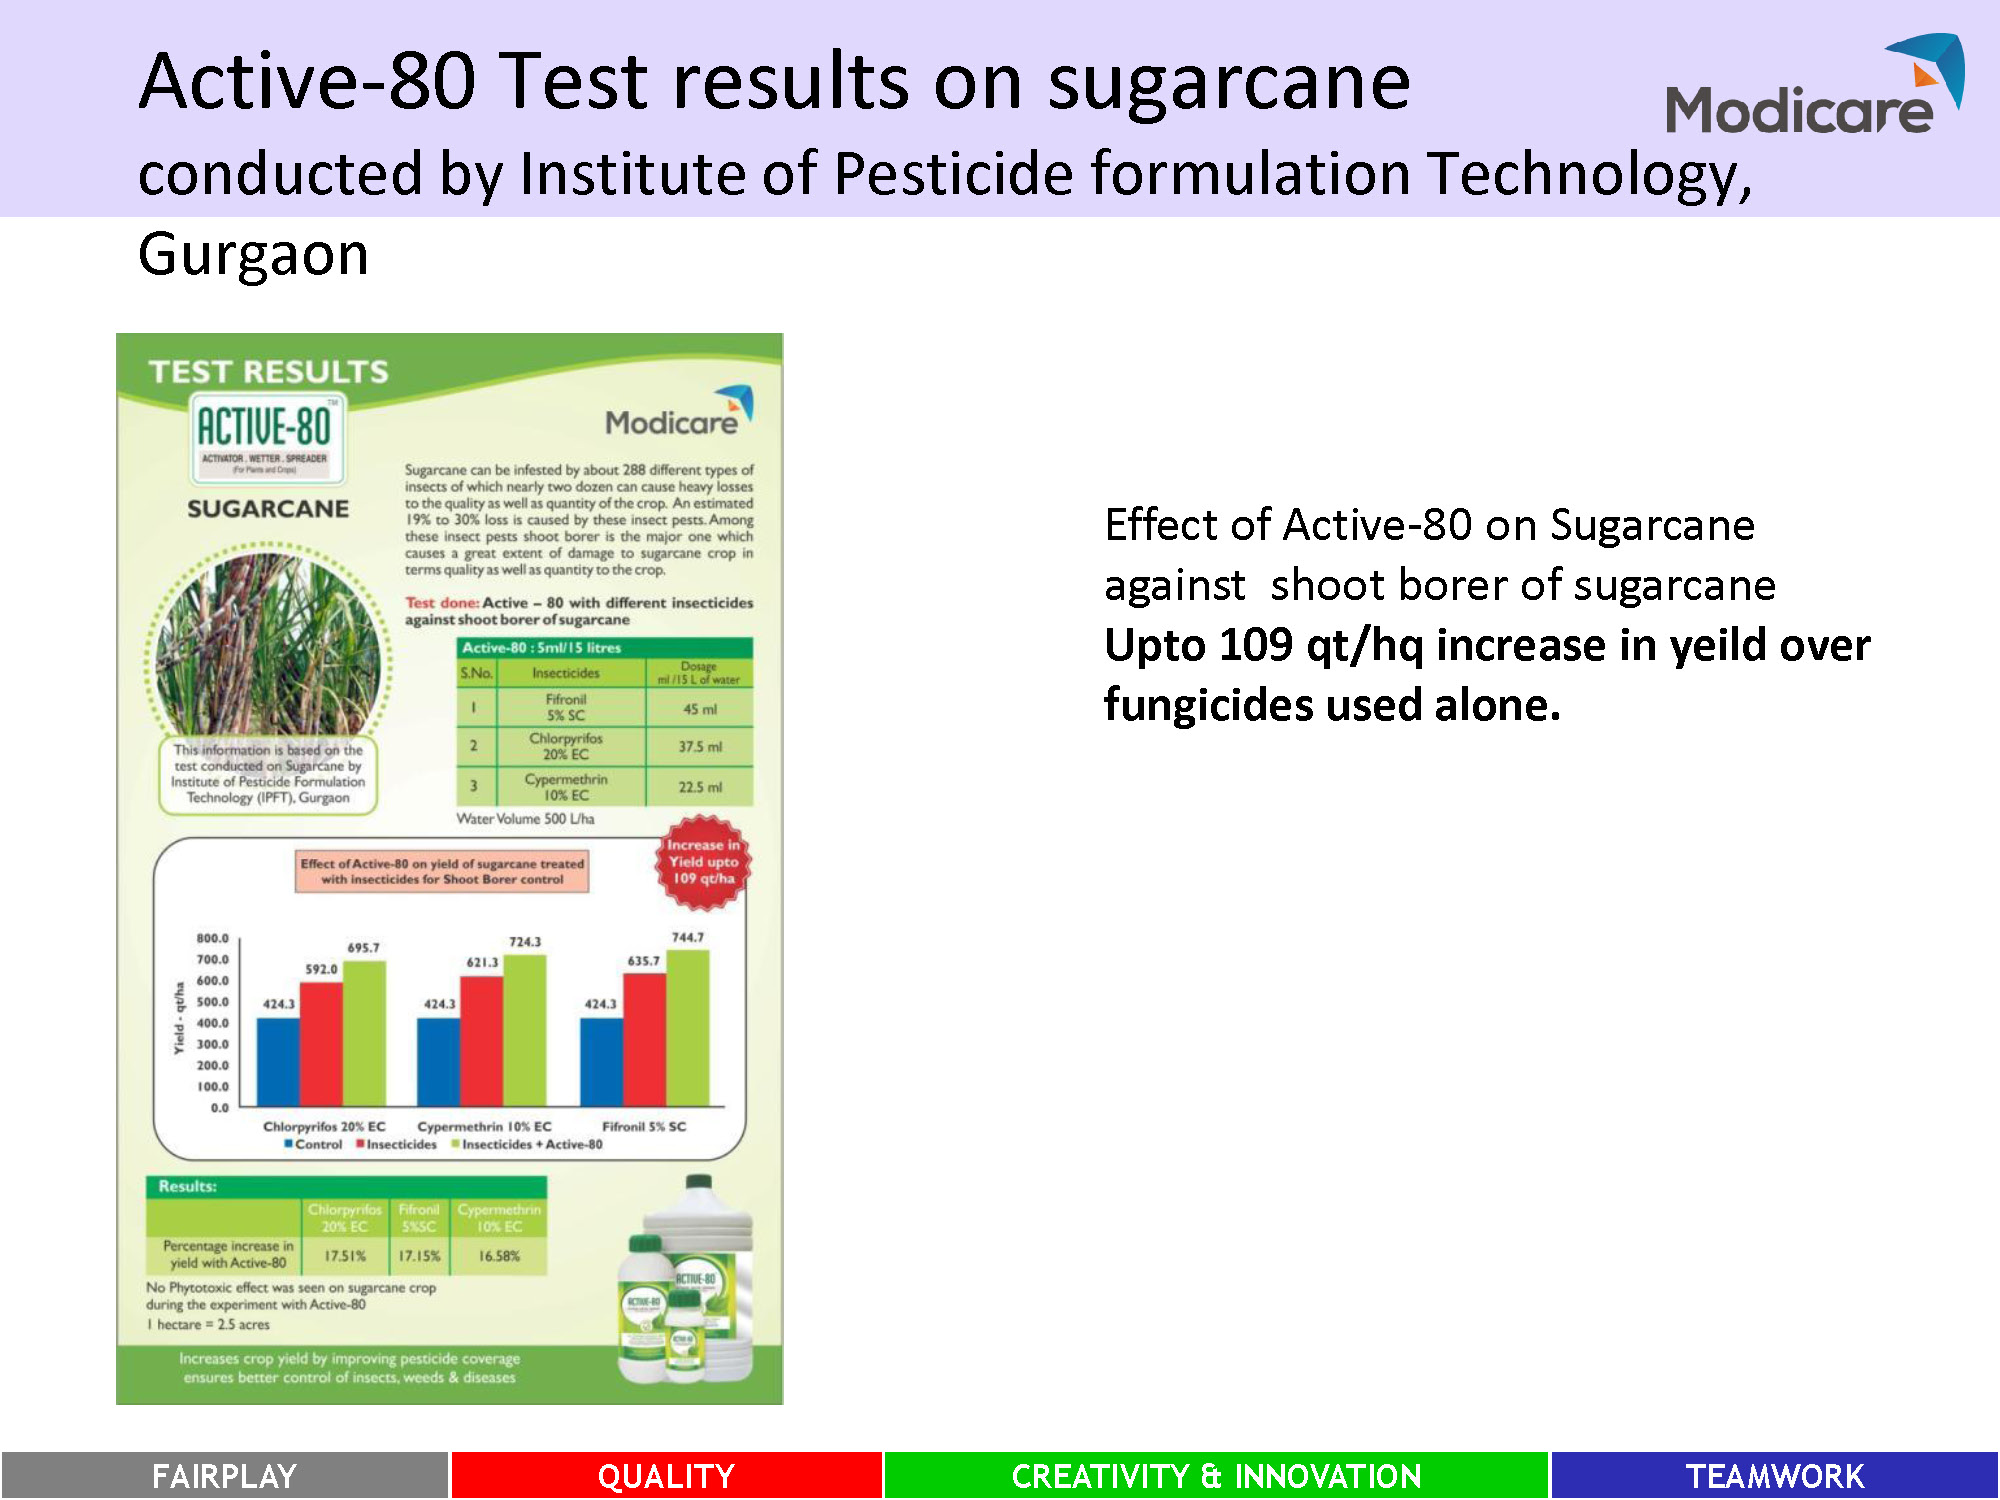 Active-80 Test results on sugarcane
Modicare
conducted by Institute of Pesticide formulation Technology,
Gurgaon
TEST RESULTS
ACTIVE-80™
ACTIVATOR . WETTER . SPREADER
(For Plants and Crops)
SUGARCANE
Modicare
Sugarcane can be infested by about 288 different types of
insects of which nearly two dozen can cause heavy losses
to the quality as well as quantity of the crop. An estimated
19% to 30% loss is caused by these insect pests. Among
these insect pests shoot borer is the major one which
causes a great extent of damage to sugarcane crop in
terms quality as well as quantity to the crop.
Test done: Active – 80 with different insecticides
against shoot borer of sugarcane
Active-80 : 5ml/15 litres
S.No. Insecticides Dosage
ml /15 L of water
1 Fifronil
5% SC 45 ml
2 Chlorpyrifos
20% EC 37.5 ml
3 Cypermethrin
10% EC 22.5 ml
Water Volume 500 L/ha
This information is based on the
test conducted on Sugarcane by
Institute of Pesticide Formulation
Technology (IPFT), Gurgaon
Effect of Active-80 on yield of sugarcane treated
with insecticides for Shoot Borer control
Increase in
Yield upto
109 qt/ha
Yield - qt/ha
800.0
700.0
600.0
500.0
400.0
300.0
200.0
100.0
0.0
424.3 592.0 695.7
424.3 621.3 724.3
424.3 635.7 744.7
Chlorpyrifos 20% EC Cypermethrin 10% EC Fifronil 5% SC
Control Insecticides Insecticides + Active-80
Results:
Chlorpyrifos
20% EC
Fifronil
5%SC
Cypermethrin
10% EC
Percentage increase in
yield with Active-80
17.51% 17.15% 16.58%
No Phytotoxic effect was seen on sugarcane crop
during the experiment with Active-80
1 hectare = 2.5 acres
ACTIVE-80
ACTIVE-80
ACTIVE-80
Increases crop yield by improving pesticide coverage
ensures better control of insects, weeds & diseases
Effect of Active-80 on Sugarcane
against shoot borer of sugarcane
Upto 109 qt/hq increase in yeild over
fungicides used alone.
FAIRPLAY
QUALITY
CREATIVITY & INNOVATION
TEAMWORK